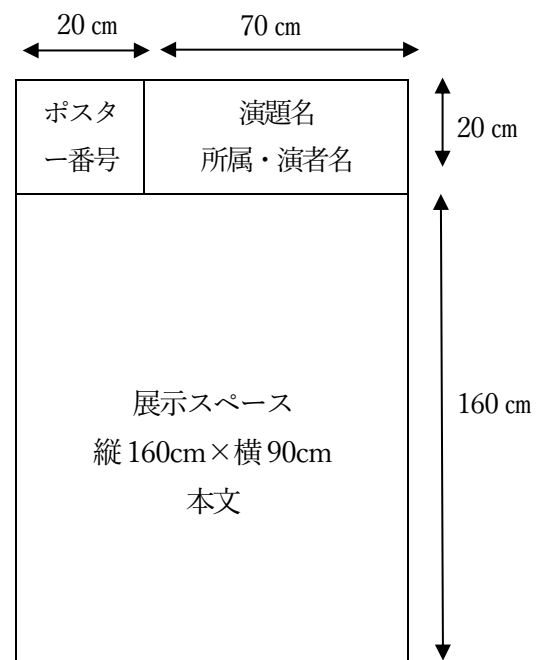 20 ㎝
70 ㎝
ポスタ
ー番号
演題名
所属・演者名
20 ㎝
160 ㎝
展示スペース
縦 160cm×横 90cm
本文